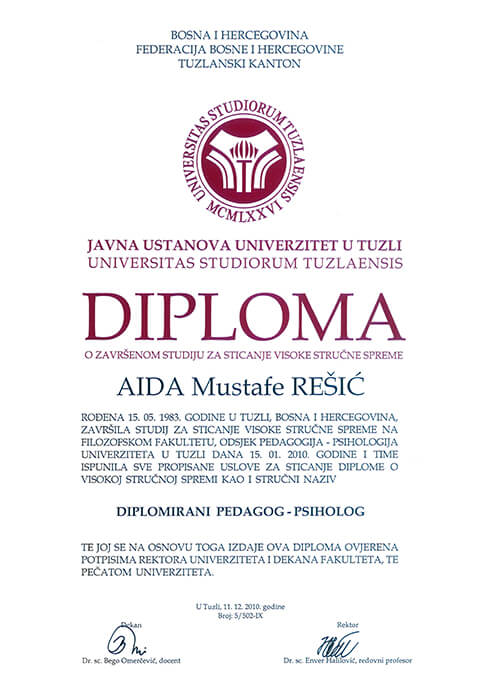 BOSNA I HERCEGOVINA
FEDERACIJA BOSNE I HERCEGOVINE
TUZLANSKI KANTON
UNIVERSITAS STUDIORUM TUZLAENSIS
MCMLXXVI
JAVNA USTANOVA UNIVERZITET U TUZLI
UNIVERSITAS STUDIORUM TUZLAENSIS
DIPLOMA
O ZAVRŠENOM STUDIJU ZA STICANJE VISOKE STRUČNE SPREME
AIDA Mustafe REŠIĆ
ROĐENA 15. 05. 1983. GODINE U TUZLI, BOSNA I HERCEGOVINA,
ZAVRŠILA STUDIJ ZA STICANJE VISOKE STRUČNE SPREME NA
FILOZOFSKOM FAKULTETU, ODSJEK PEDAGOGIJA - PSIHOLOGIJA
UNIVERZITETA U TUZLI DANA 15. 01. 2010. GODINE I TIME
ISPUNILA SVE PROPISANE USLOVE ZA STICANJE DIPLOME O
VISOKOJ STRUČNOJ SPREMI KAO I STRUČNI NAZIV
DIPLOMIRANI PEDAGOG - PSIHOLOG
TE JOJ SE NA OSNOVU TOGA IZDAJE OVA DIPLOMA OVJERENA
POTPISIMA REKTORA UNIVERZITETA I DEKANA FAKULTETA, TE
PEČATOM UNIVERZITETA.
U Tuzli, 11. 12. 2010. godine
Broj: 5/502-IX
Dekan
Rektor
Dr. sc. Bego Omerčević, docent
Dr. sc. Enver Halilović, redovni profesor